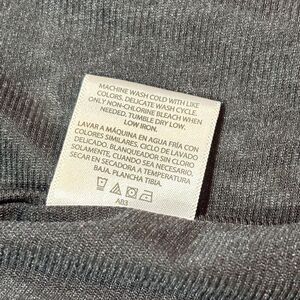 MACHINE WASH COLD WITH LIKE
COLORS. DELICATE WASH CYCLE.
ONLY NON-CHLORINE BLEACH WHEN
NEEDED. TUMBLE DRY LOW.
LOW IRON.
LAVAR A MÁQUINA EN AGUA FRÍA CON
COLORES SIMILARES. CICLO DE LAVADO
DELICADO. BLANQUEADOR SIN CLORO
SOLAMENTE, CUANDO SEA NECESARIO.
SECAR EN SECADORA A TEMPERATURA
BAJA. PLANCHA TIBIA.
AB3